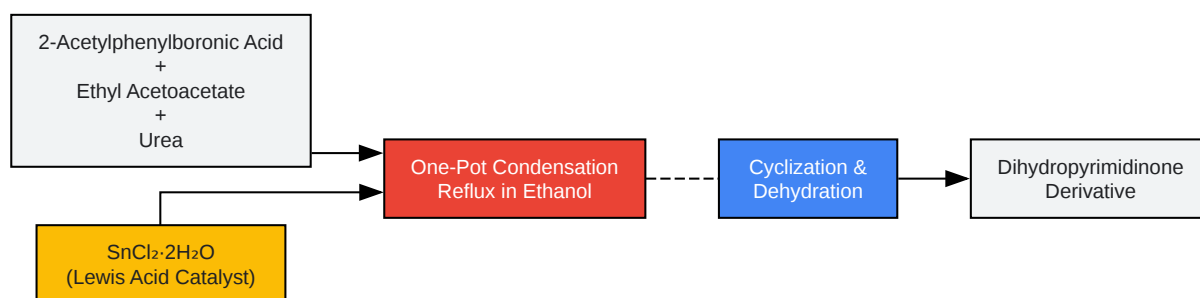 2-Acetylphenylboronic Acid
+
Ethyl Acetoacetate
+
Urea
SnCl₂·2H₂O
(Lewis Acid Catalyst)
One-Pot Condensation
Reflux in Ethanol
Cyclization &
Dehydration
Dihydropyrimidinone
Derivative